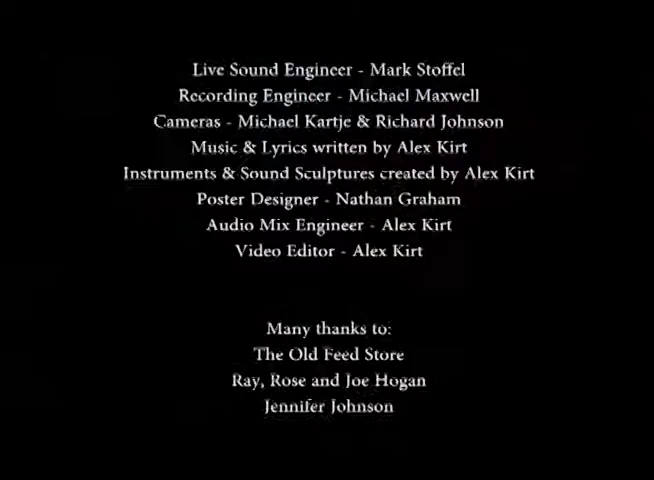 Live Sound Engineer - Mark Stoffel
Recording Engineer - Michael Maxwell
Cameras - Michael Kartje & Richard Johnson
Music & Lyrics written by Alex Kirt
Instruments & Sound Sculptures created by Alex Kirt
Poster Designer - Nathan Graham
Audio Mix Engineer - Alex Kirt
Video Editor - Alex Kirt
Many thanks to:
The Old Feed Store
Ray, Rose and Joe Hogan
Jennifer Johnson